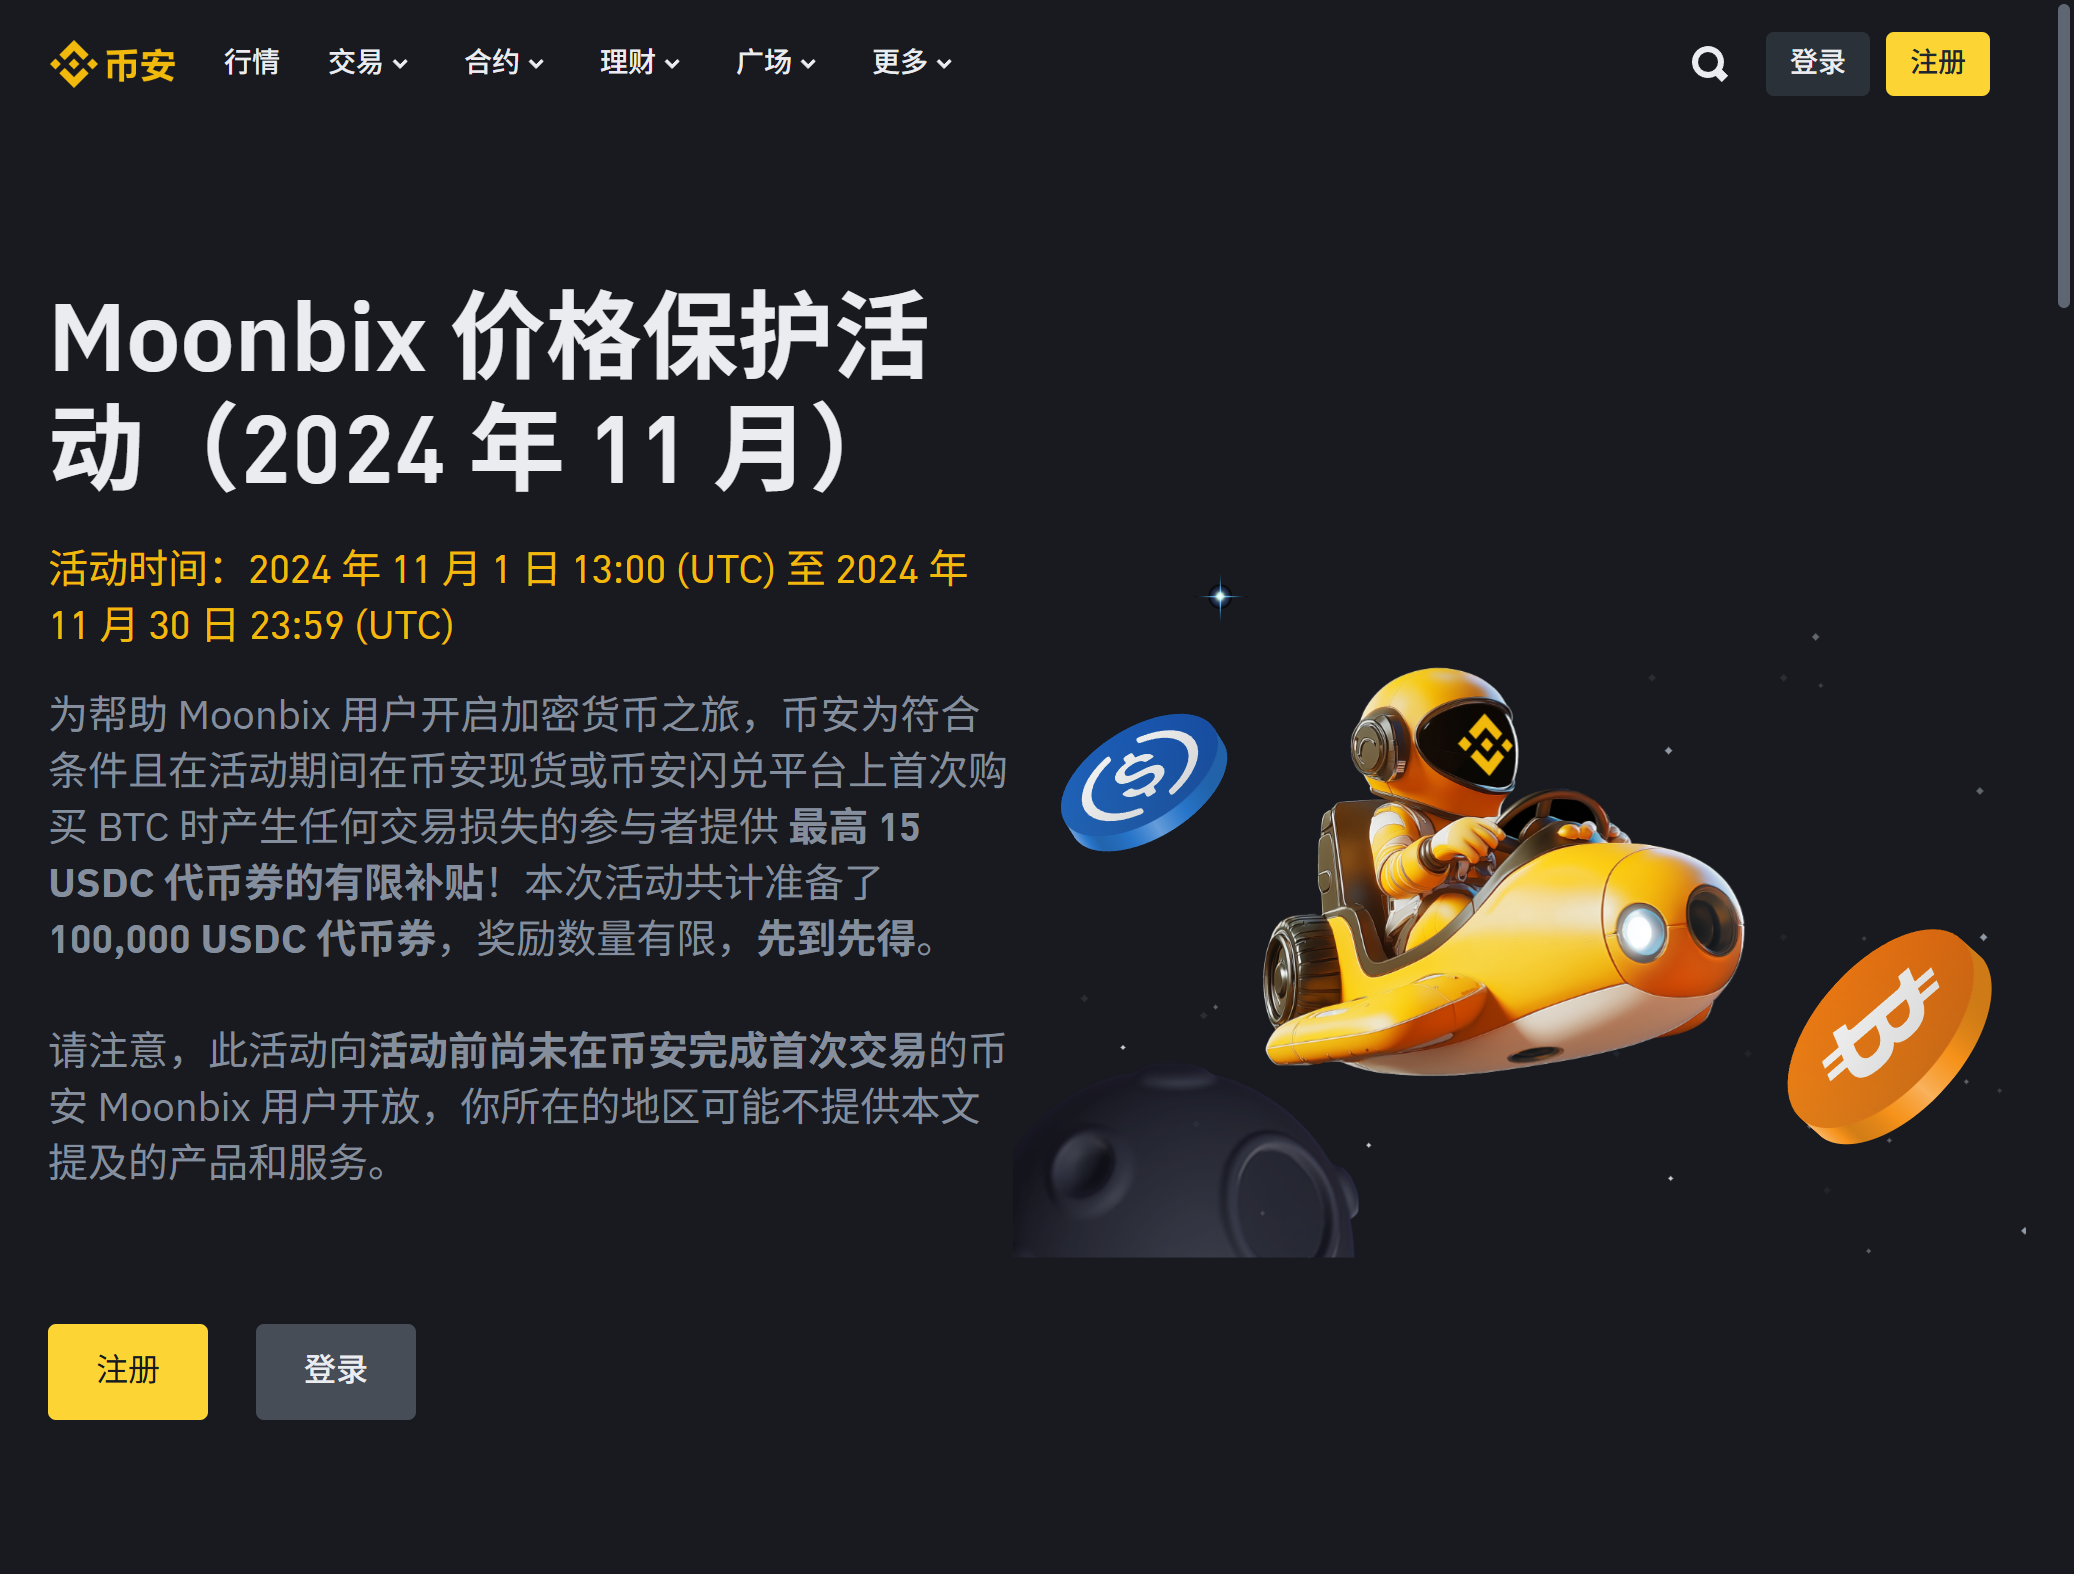 币安 行情 交易 合约 理财 广场 更多 登录 注册
Moonbix 价格保护活
动（2024 年 11 月）
活动时间：2024 年 11 月 1 日 13:00 (UTC) 至 2024 年
11 月 30 日 23:59 (UTC)
为帮助 Moonbix 用户开启加密货币之旅，币安为符合
条件且在活动期间在币安现货或币安闪兑平台上首次购
买 BTC 时产生任何交易损失的参与者提供 最高 15
USDC 代币券的有限补贴！本次活动共计准备了
100,000 USDC 代币券，奖励数量有限，先到先得。
请注意，此活动向活动前尚未在币安完成首次交易的币
安 Moonbix 用户开放，你所在的地区可能不提供本文
提及的产品和服务。
注册 登录